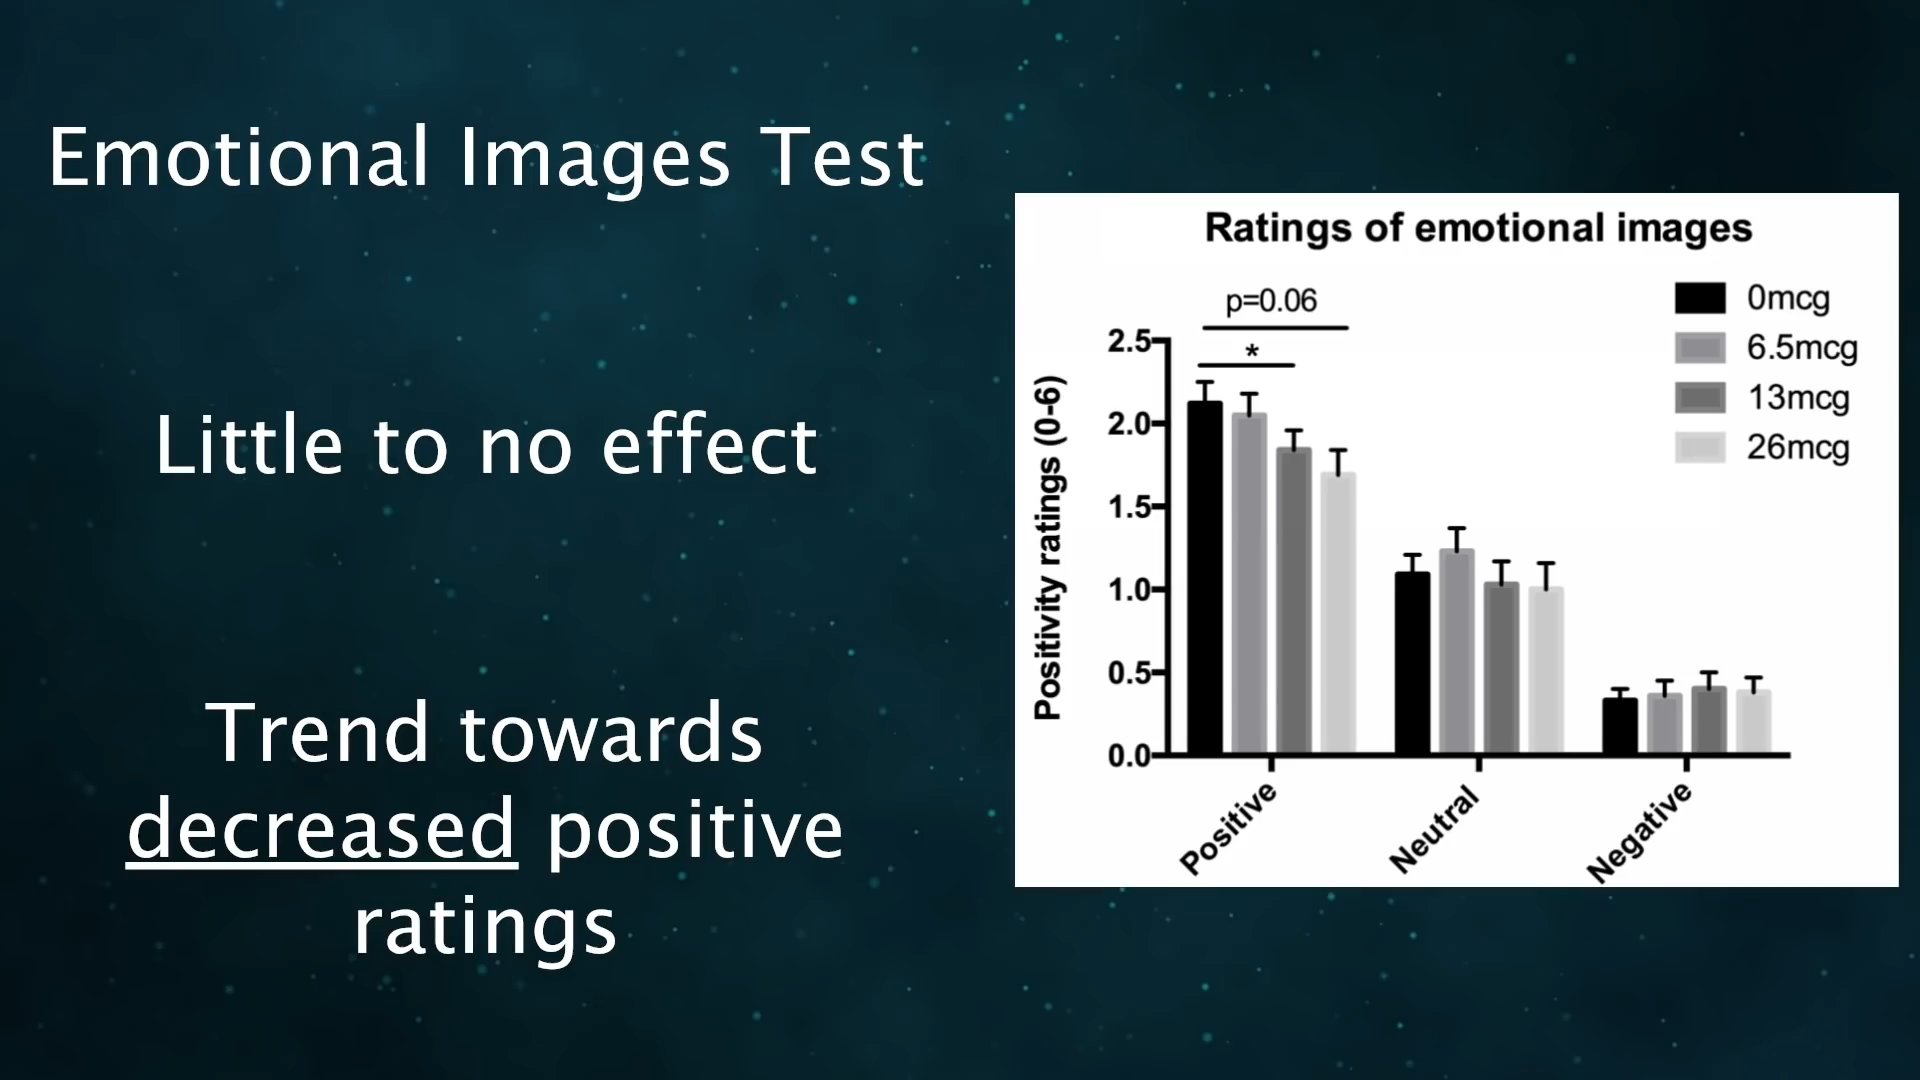 Emotional Images Test
Little to no effect
Trend towards
decreased positive
ratings
Ratings of emotional images
p=0.06
*
0mcg
6.5mcg
13mcg
26mcg
Positivity ratings (0-6)
2.5
2.0
1.5
1.0
0.5
0.0
Positive
Neutral
Negative